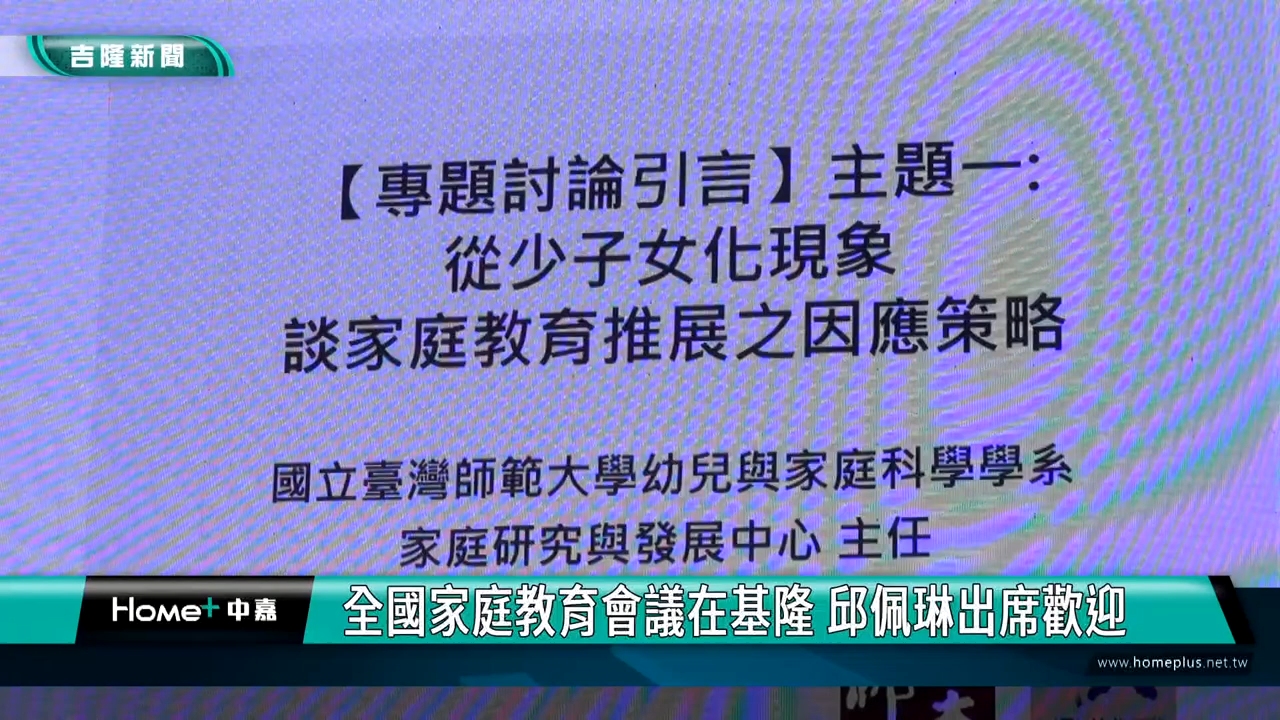 吉隆新聞
【專題討論引言】主題一:
從少子女化現象
談家庭教育推展之因應策略
國立臺灣師範大學幼兒與家庭科學學系
家庭研究與發展中心 主任
Home+中嘉
全國家庭教育會議在基隆 邱佩琳出席歡迎
www.homeplus.net.tw
師大